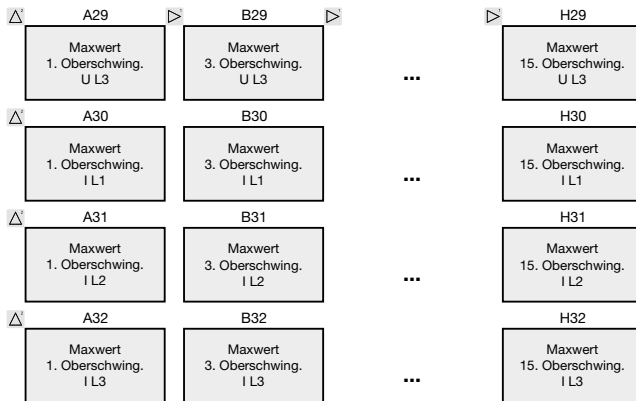 A29 B29 H29
Maxwert Maxwert Maxwert
1. Oberschwing. 3. Oberschwing. ... 15. Oberschwing.
U L3 U L3 U L3
A30 B30 H30
Maxwert Maxwert Maxwert
1. Oberschwing. 3. Oberschwing. ... 15. Oberschwing.
I L1 I L1 I L1
A31 B31 H31
Maxwert Maxwert Maxwert
1. Oberschwing. 3. Oberschwing. ... 15. Oberschwing.
I L2 I L2 I L2
A32 B32 H32
Maxwert Maxwert Maxwert
1. Oberschwing. 3. Oberschwing. ... 15. Oberschwing.
I L3 I L3 I L3